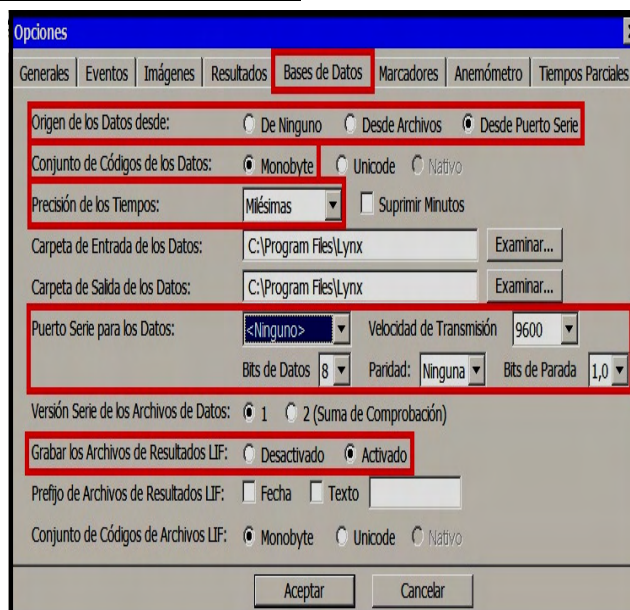 Opciones
Generales Eventos Imágenes Resultados Bases de Datos Marcadores Anemómetro Tiempos Parciales
Origen de los Datos desde: De Ninguno Desde Archivos Desde Puerto Serie
Conjunto de Códigos de los Datos: Monobyte Unicode Nativo
Precisión de los Tiempos: Milésimas Suprimir Minutos
Carpeta de Entrada de los Datos: C:\Program Files\Lynx Examinar...
Carpeta de Salida de los Datos: C:\Program Files\Lynx Examinar...
Puerto Serie para los Datos: <Ninguno> Velocidad de Transmisión 9600
Bits de Datos 8 Paridad: Ninguna Bits de Parada 1,0
Versión Serie de los Archivos de Datos: 1 2 (Suma de Comprobación)
Grabar los Archivos de Resultados LIF: Desactivado Activado
Prefijo de Archivos de Resultados LIF: Fecha Texto
Conjunto de Códigos de Archivos LIF: Monobyte Unicode Nativo
Aceptar Cancelar